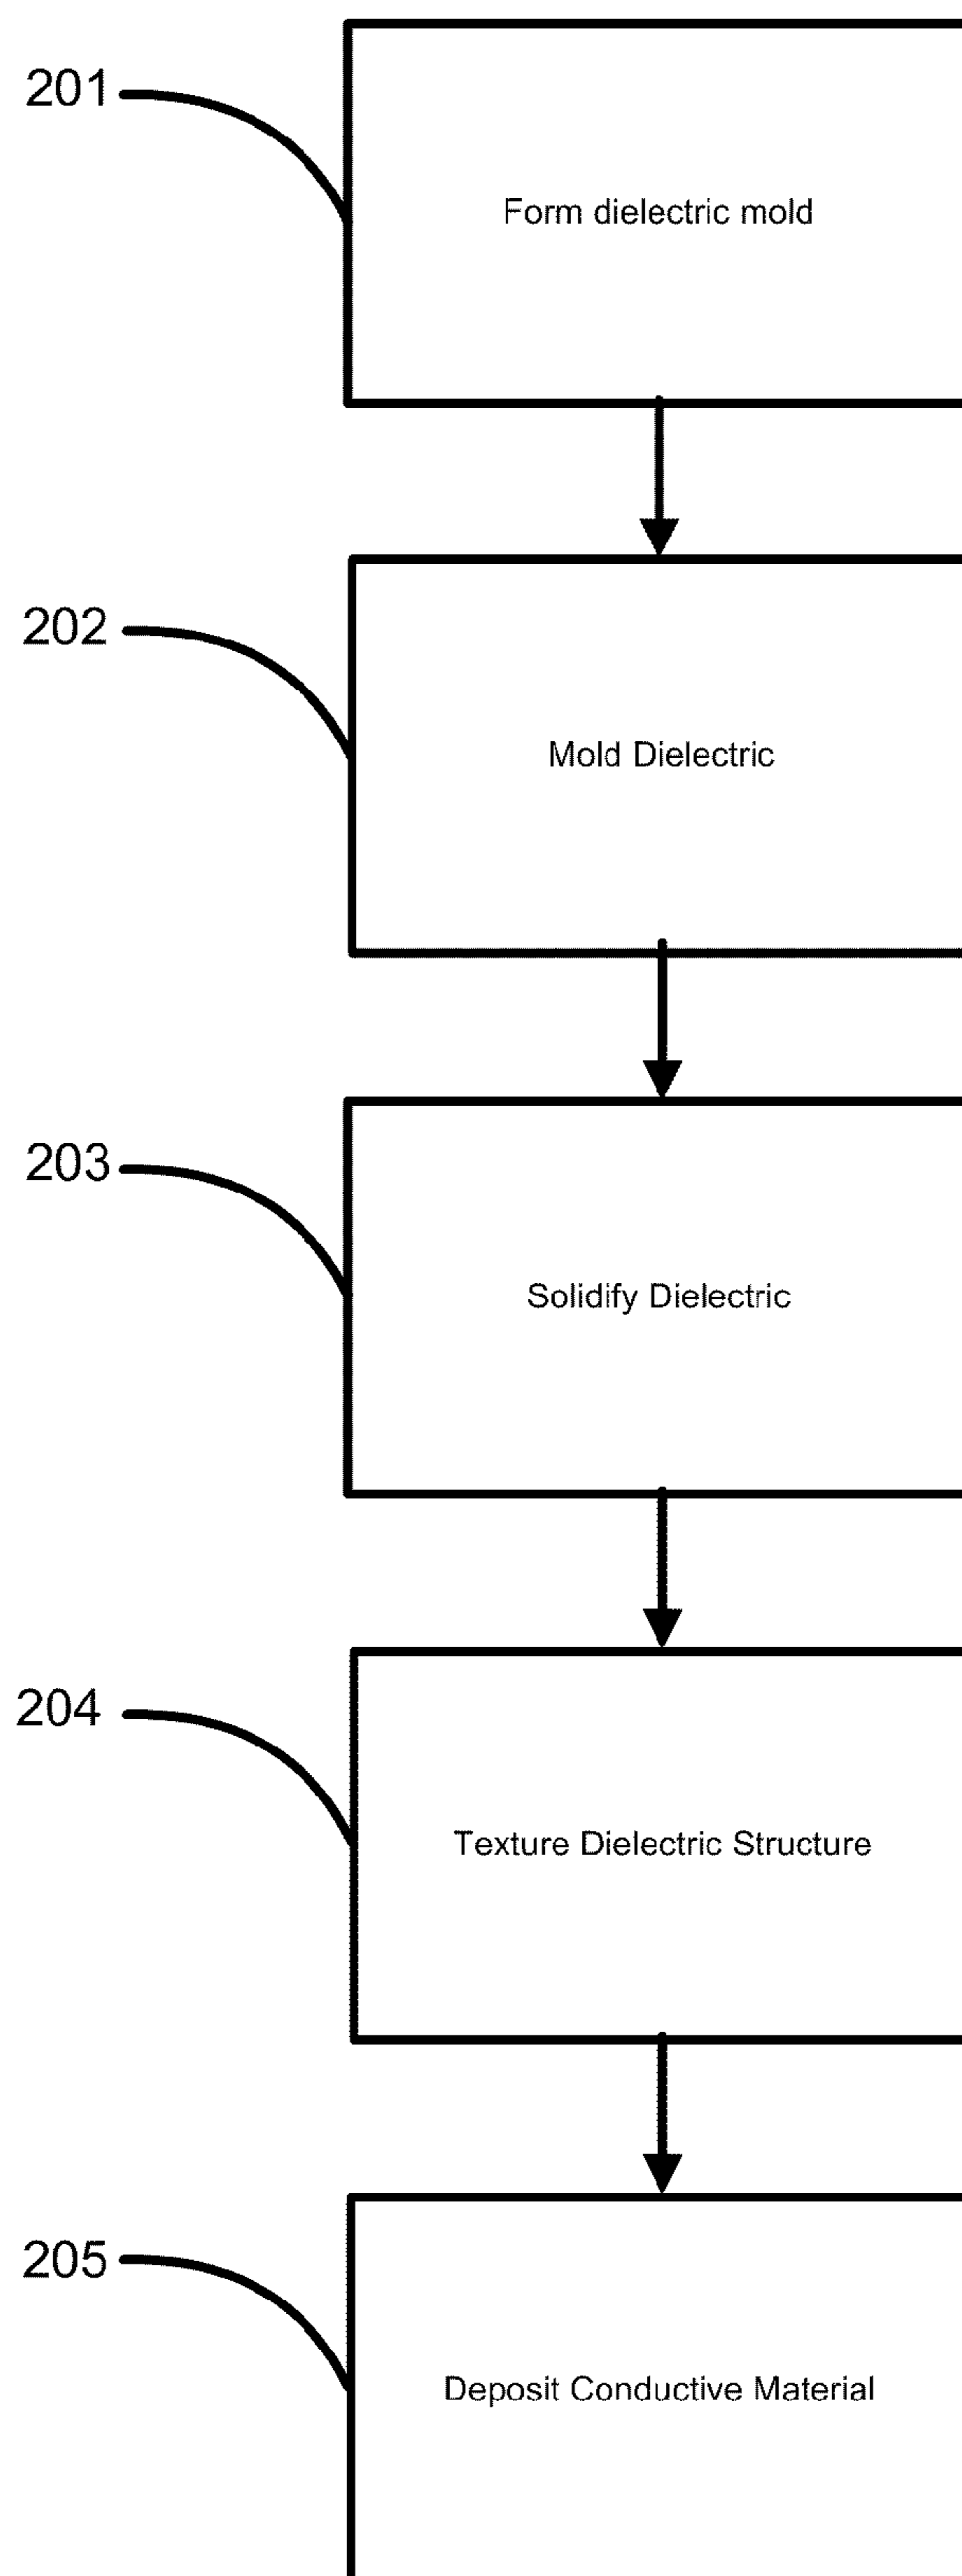 201
Form dielectric mold
202
Mold Dielectric
203
Solidify Dielectric
204
Texture Dielectric Structure
205
Deposit Conductive Material